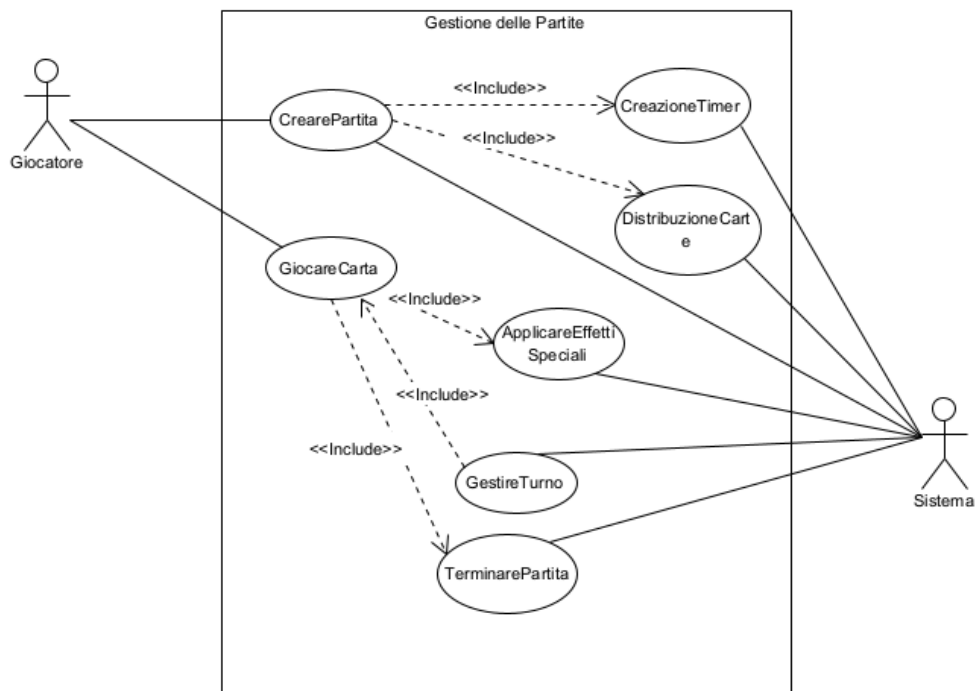 Gestione delle Partite
<<Include>>
CrearePartita
CreazioneTimer
<<Include>>
Giocatore
DistribuzioneCart
e
GiocareCarta
<<Include>>
ApplicareEffetti
Speciali
<<Include>>
<<Include>>
GestireTurno
Sistema
TerminarePartita